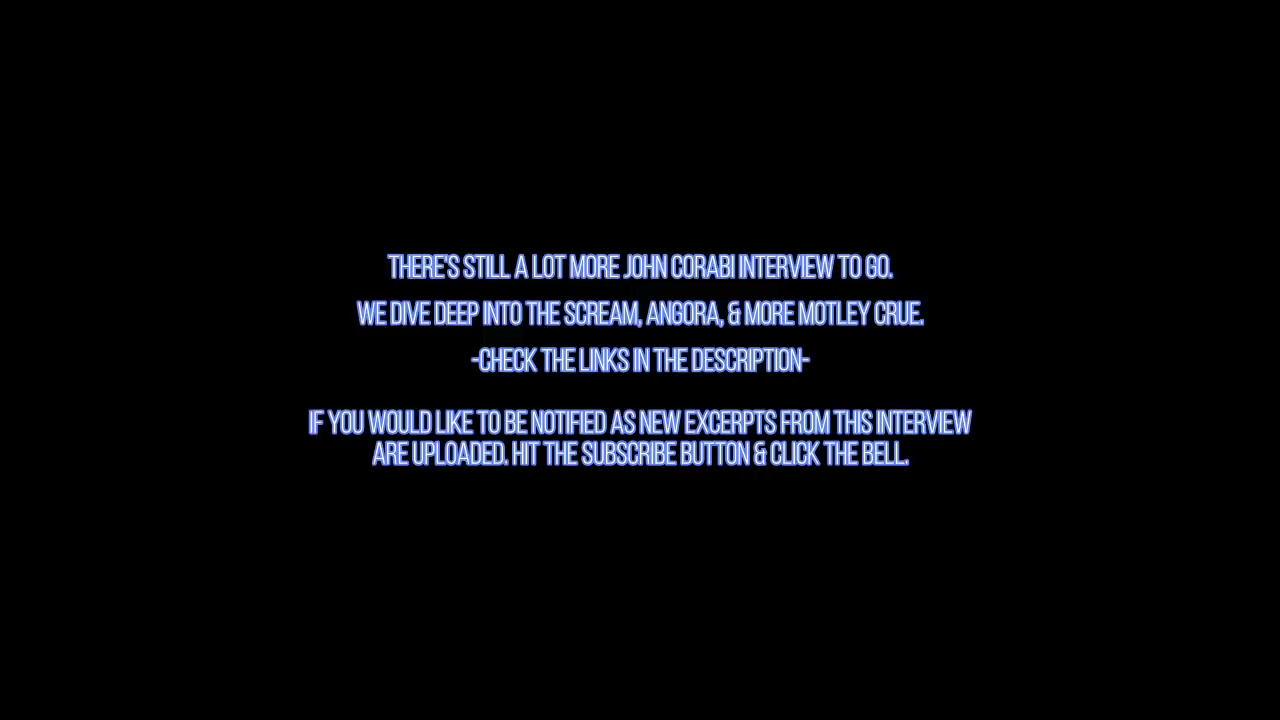 THERE'S STILL A LOT MORE JOHN CORABI INTERVIEW TO GO.
WE DIVE DEEP INTO THE SCREAM, ANGORA, & MORE MOTLEY CRUE.
-CHECK THE LINKS IN THE DESCRIPTION-
IF YOU WOULD LIKE TO BE NOTIFIED AS NEW EXCERPTS FROM THIS INTERVIEW
ARE UPLOADED. HIT THE SUBSCRIBE BUTTON & CLICK THE BELL.